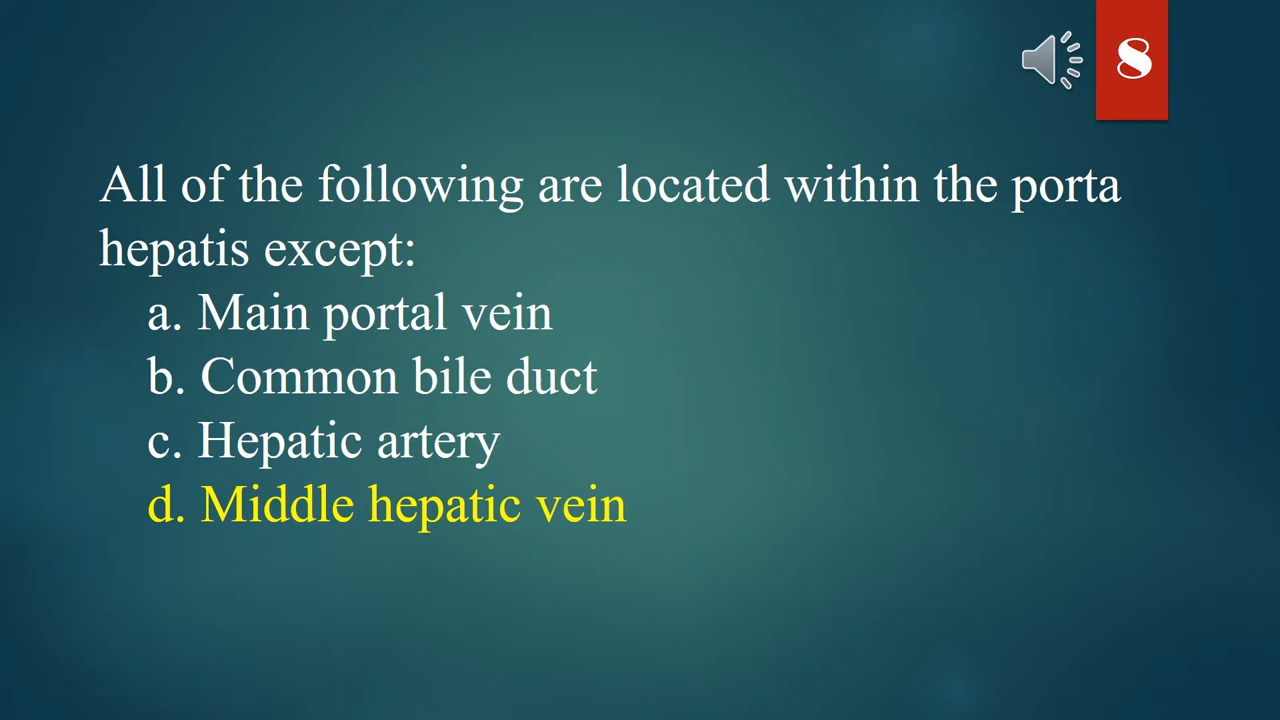 8
All of the following are located within the porta
hepatis except:
a. Main portal vein
b. Common bile duct
c. Hepatic artery
d. Middle hepatic vein